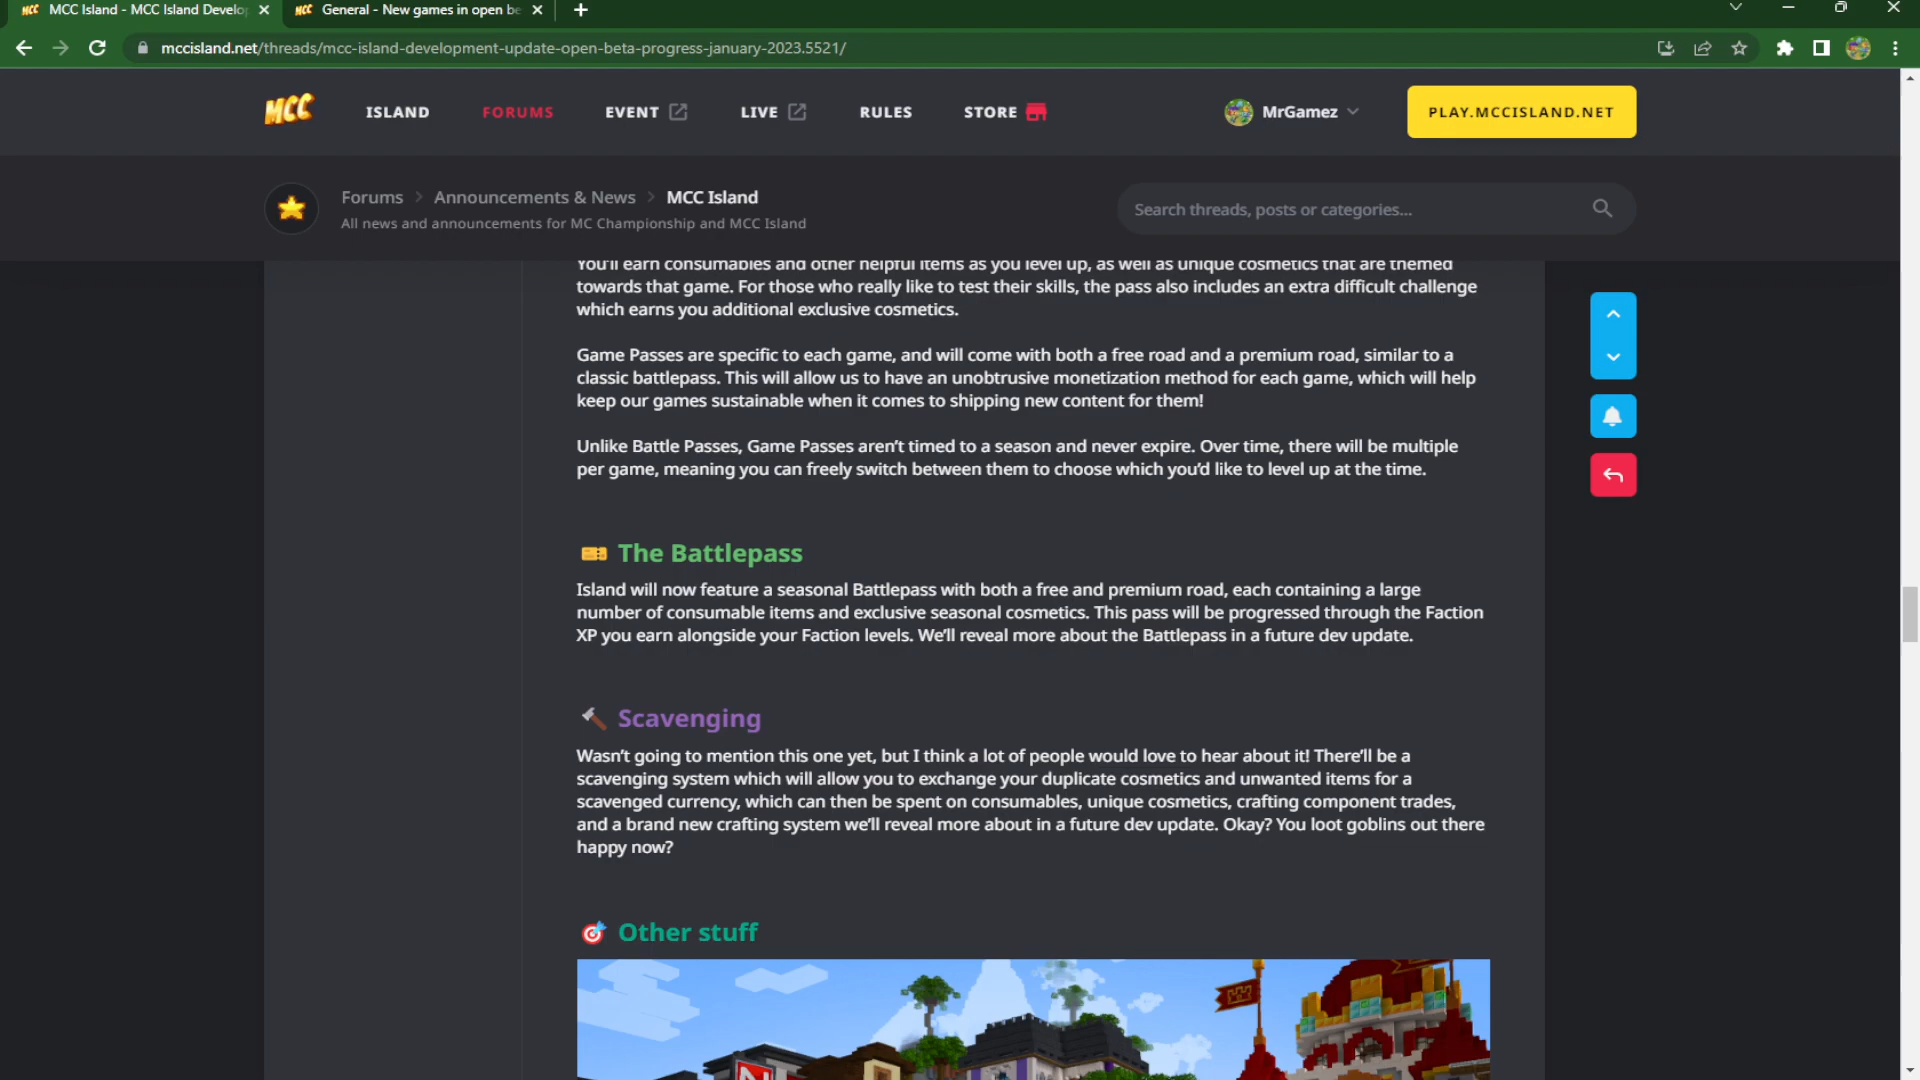 MCC Island - MCC Island Develop
General - New games in open be
mccisland.net/threads/mcc-island-development-update-open-beta-progress-january-2023.5521/
MCC
ISLAND
FORUMS
EVENT
LIVE
RULES
STORE
MrGamez
PLAY.MCCISLAND.NET
Forums > Announcements & News > MCC Island
All news and announcements for MC Championship and MCC Island
Search threads, posts or categories...
You'll earn consumables and other helpful items as you level up, as well as unique cosmetics that are themed
towards that game. For those who really like to test their skills, the pass also includes an extra difficult challenge
which earns you additional exclusive cosmetics.
Game Passes are specific to each game, and will come with both a free road and a premium road, similar to a
classic battlepass. This will allow us to have an unobtrusive monetization method for each game, which will help
keep our games sustainable when it comes to shipping new content for them!
Unlike Battle Passes, Game Passes aren't timed to a season and never expire. Over time, there will be multiple
per game, meaning you can freely switch between them to choose which you'd like to level up at the time.
The Battlepass
Island will now feature a seasonal Battlepass with both a free and premium road, each containing a large
number of consumable items and exclusive seasonal cosmetics. This pass will be progressed through the Faction
XP you earn alongside your Faction levels. We'll reveal more about the Battlepass in a future dev update.
Scavenging
Wasn't going to mention this one yet, but I think a lot of people would love to hear about it! There'll be a
scavenging system which will allow you to exchange your duplicate cosmetics and unwanted items for a
scavenged currency, which can then be spent on consumables, unique cosmetics, crafting component trades,
and a brand new crafting system we'll reveal more about in a future dev update. Okay? You loot goblins out there
happy now?
Other stuff